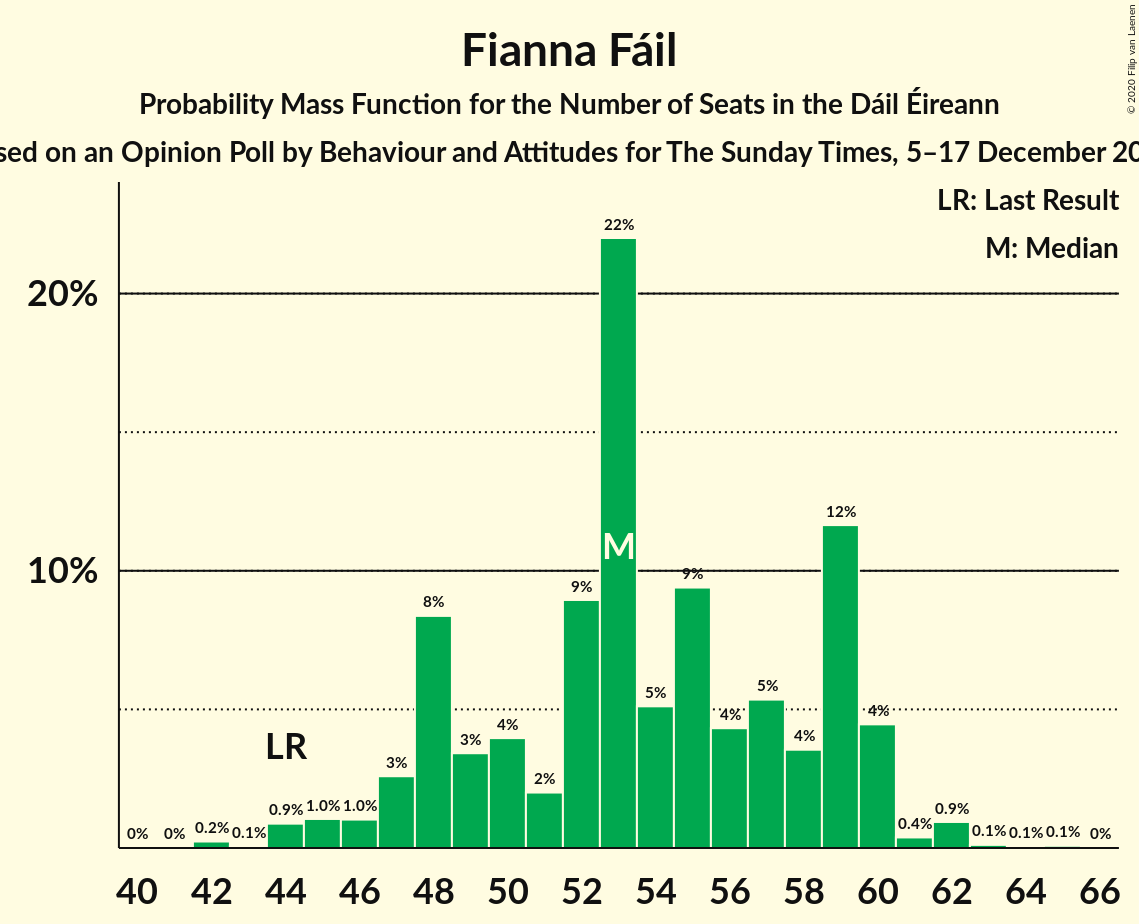 Fianna Fáil
Probability Mass Function for the Number of Seats in the Dáil Éireann
sed on an Opinion Poll by Behaviour and Attitudes for The Sunday Times, 5–17 December 20
© 2020 Filip van Laenen
LR: Last Result
M: Median
20%
10%
0% 0% 0.2% 0.1% 0.9% 1.0% 1.0% 3% 8% 3% 4% 2% 9% 22% 5% 9% 4% 5% 4% 12% 4% 0.4% 0.9% 0.1% 0.1% 0.1% 0%
LR
M
40 42 44 46 48 50 52 54 56 58 60 62 64 66